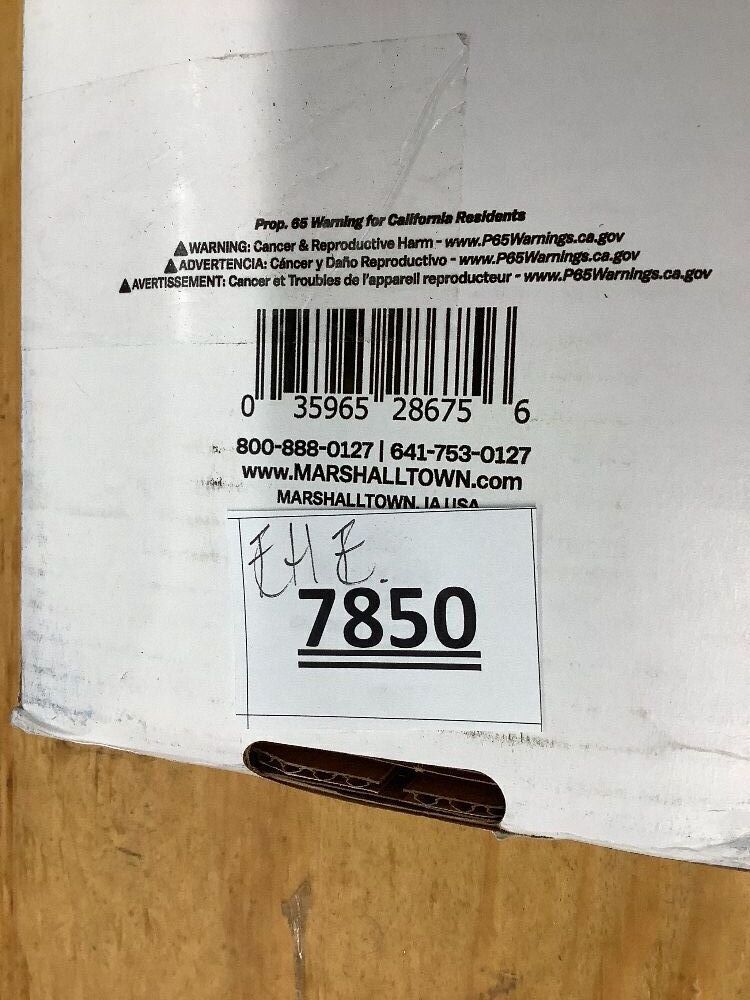 Prop. 65 Warning for California Residents
WARNING: Cancer & Reproductive Harm - www.P65Warnings.ca.gov
ADVERTENCIA: Cáncer y Daño Reproductivo - www.P65Warnings.ca.gov
AVERTISSEMENT: Cancer et Troubles de l'appareil reproducteur - www.P65Warnings.ca.gov
0 35965 28675 6
800-888-0127 | 641-753-0127
www.MARSHALLTOWN.com
MARSHALLTOWN, IA USA
EHE.
7850